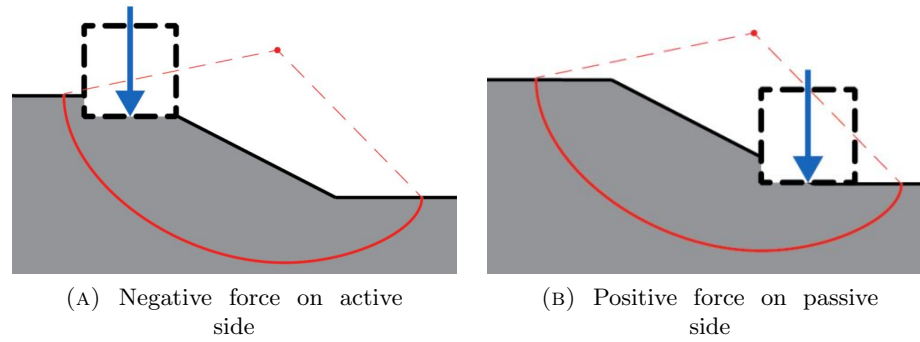 (A) Negative force on active
side
(B) Positive force on passive
side